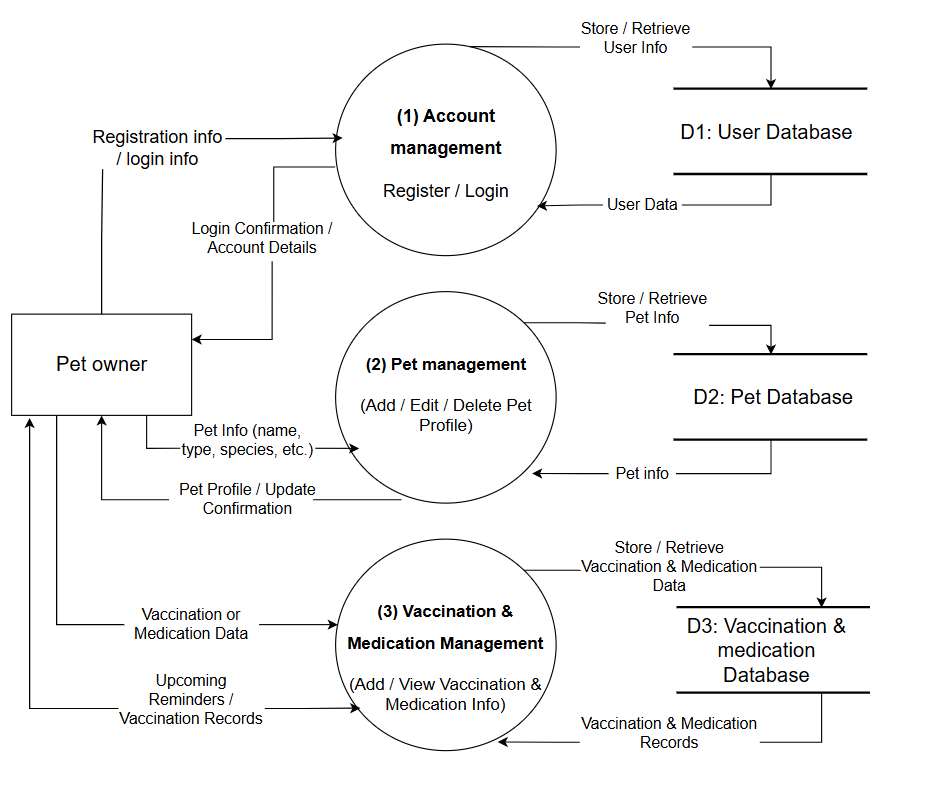 Store / Retrieve
User Info
(1) Account
management
Register / Login
D1: User Database
Registration info
/ login info
User Data
Login Confirmation /
Account Details
Store / Retrieve
Pet Info
Pet owner
(2) Pet management
(Add / Edit / Delete Pet
Profile)
D2: Pet Database
Pet Info (name,
type, species, etc.)
Pet info
Pet Profile / Update
Confirmation
Store / Retrieve
Vaccination & Medication
Data
Vaccination or
Medication Data
(3) Vaccination &
Medication Management
(Add / View Vaccination &
Medication Info)
D3: Vaccination &
medication
Database
Upcoming
Reminders /
Vaccination Records
Vaccination & Medication
Records